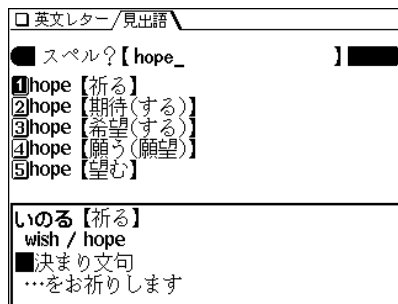 英文レター/見出語
スペル?【hope_ 】
1hope【祈る】
2hope【期待(する)】
3hope【希望(する)】
4hope【願う(願望)】
5hope【望む】
いのる【祈る】
wish / hope
■決まり文句
…をお祈りします